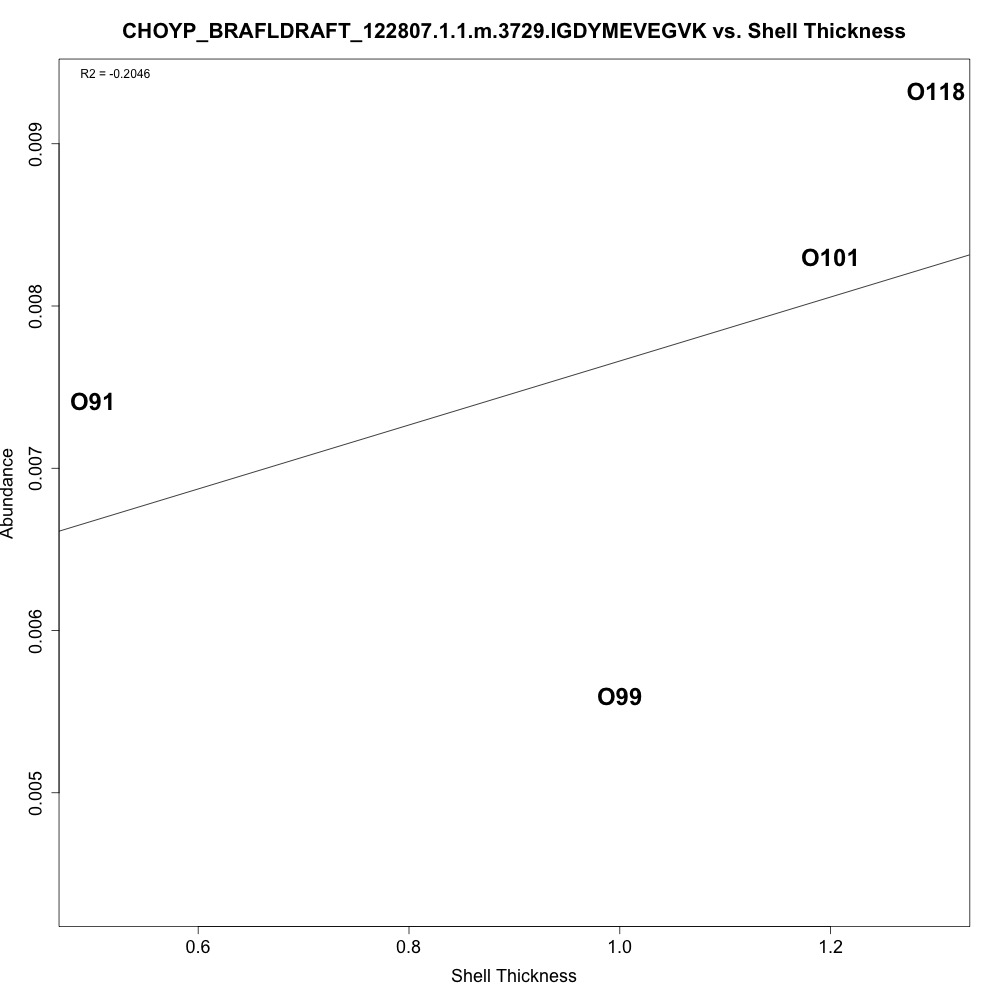 CHOYP_BRAFLDRAFT_122807.1.1.m.3729.IGDYMEVEGVK vs. Shell Thickness
R2 = -0.2046
O118
0.009
O101
0.008
O91
0.007
Abundance
0.006
O99
0.005
0.6 0.8 1.0 1.2
Shell Thickness